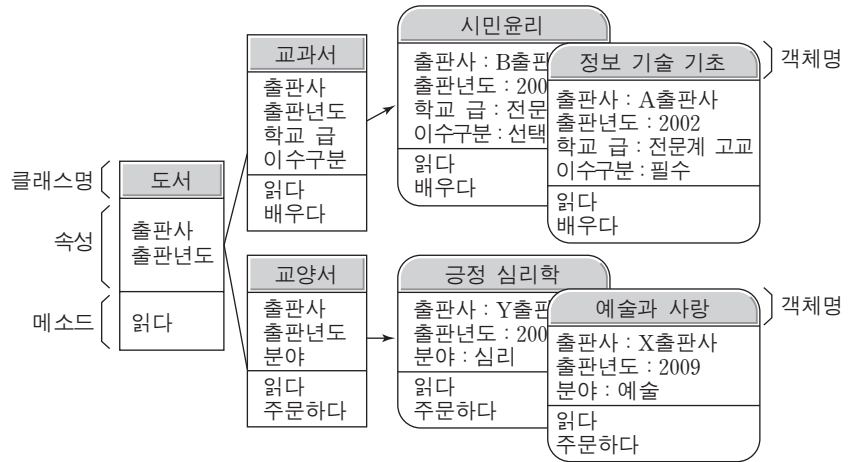 시민윤리
출판사 : B출판
출판년도 : 200
학교 급 : 전문
이수구분 : 선택
읽다
배우다
정보 기술 기초
출판사 : A출판사
출판년도 : 2002
학교 급 : 전문계 고교
이수구분 : 필수
읽다
배우다
객체명
교과서
출판사
출판년도
학교 급
이수구분
읽다
배우다
클래스명
도서
속성
출판사
출판년도
메소드
읽다
교양서
출판사
출판년도
분야
읽다
주문하다
긍정 심리학
출판사 : Y출판
출판년도 : 200
분야 : 심리
읽다
주문하다
예술과 사랑
출판사 : X출판사
출판년도 : 2009
분야 : 예술
읽다
주문하다
객체명